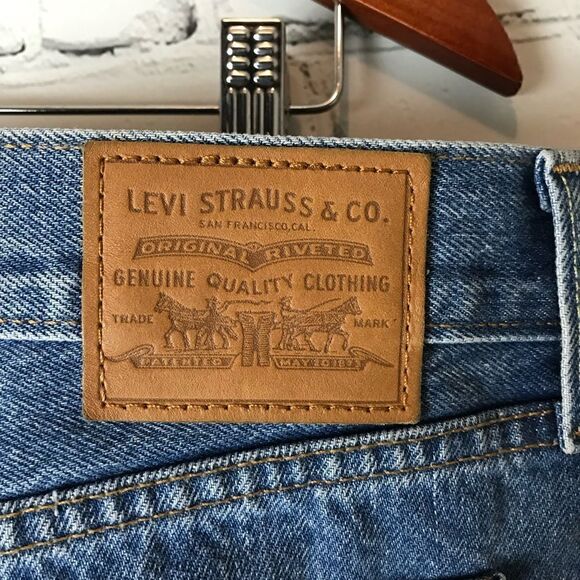 LEVI STRAUSS & CO.
SAN FRANCISCO, CAL.
ORIGINAL RIVETED
GENUINE QUALITY CLOTHING
TRADE MARK
PATENTED MAY 20 1873